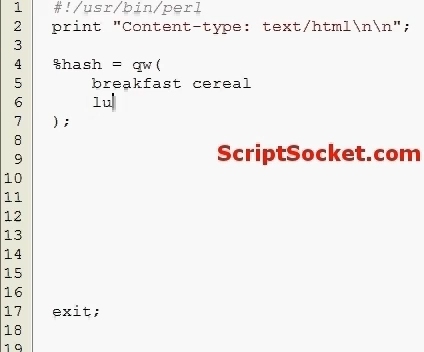 1 #!/usr/bin/perl
2 print "Content-type: text/html\n\n";
3
4 %hash = qw(
5 breakfast cereal
6 lu
7 );
8
9
ScriptSocket.com
10
11
12
13
14
15
16
17 exit;
18
19